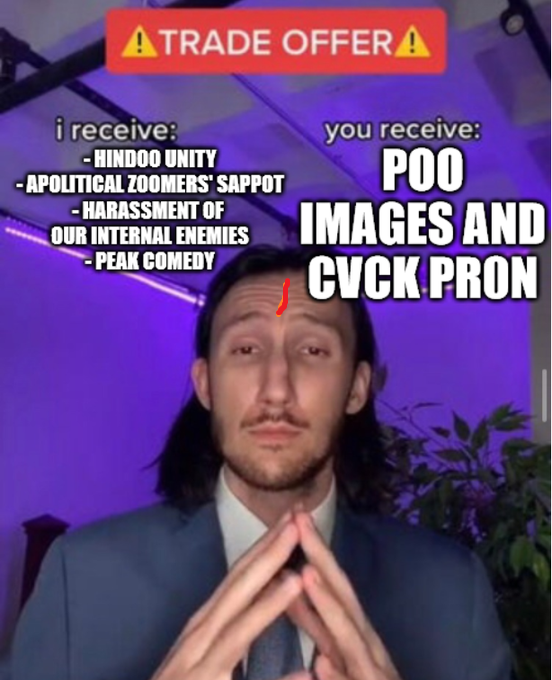 ⚠TRADE OFFER⚠
i receive:
- HINDOO UNITY
- APOLITICAL ZOOMERS' SAPPOT
- HARASSMENT OF
OUR INTERNAL ENEMIES
- PEAK COMEDY
you receive:
POO
IMAGES AND
CVCK PRON